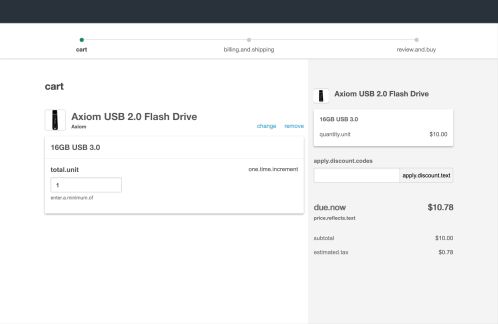 cart
billing.and.shipping
review.and.buy
cart
Axiom USB 2.0 Flash Drive
Axiom
change
remove
16GB USB 3.0
total.unit
one.time.increment
1
enter.a.minimum.of
Axiom USB 2.0 Flash Drive
16GB USB 3.0
quantity.unit
$10.00
apply.discount.codes
apply.discount.text
due.now
$10.78
price.reflects.text
subtotal
$10.00
estimated.tax
$0.78